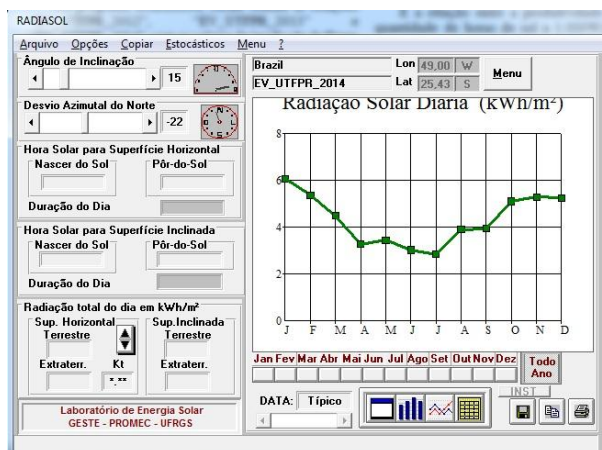 RADIASOL
Arquivo Opções Copiar Estocásticos Menu ?
Ângulo de Inclinação
15
Desvio Azimutal do Norte
-22
Hora Solar para Superfície Horizontal
Nascer do Sol Pôr-do-Sol
Duração do Dia
Hora Solar para Superfície Inclinada
Nascer do Sol Pôr-do-Sol
Duração do Dia
Radiação total do dia em kWh/m²
Sup. Horizontal Sup.Inclinada
Terrestre Terrestre
Extraterr. Kt Extraterr.
*,**
Laboratório de Energia Solar
GESTE - PROMEC - UFRGS
Brazil Lon 49,00 W
EV_UTFPR_2014 Lat 25,43 S
Menu
Radiação Solar Diária (kWh/m²)
8
6
4
2
0
J F M A M J J A S O N D
Jan Fev Mar Abr Mai Jun Jul Ago Set Out Nov Dez
Todo
Ano
DATA: Típico
INST